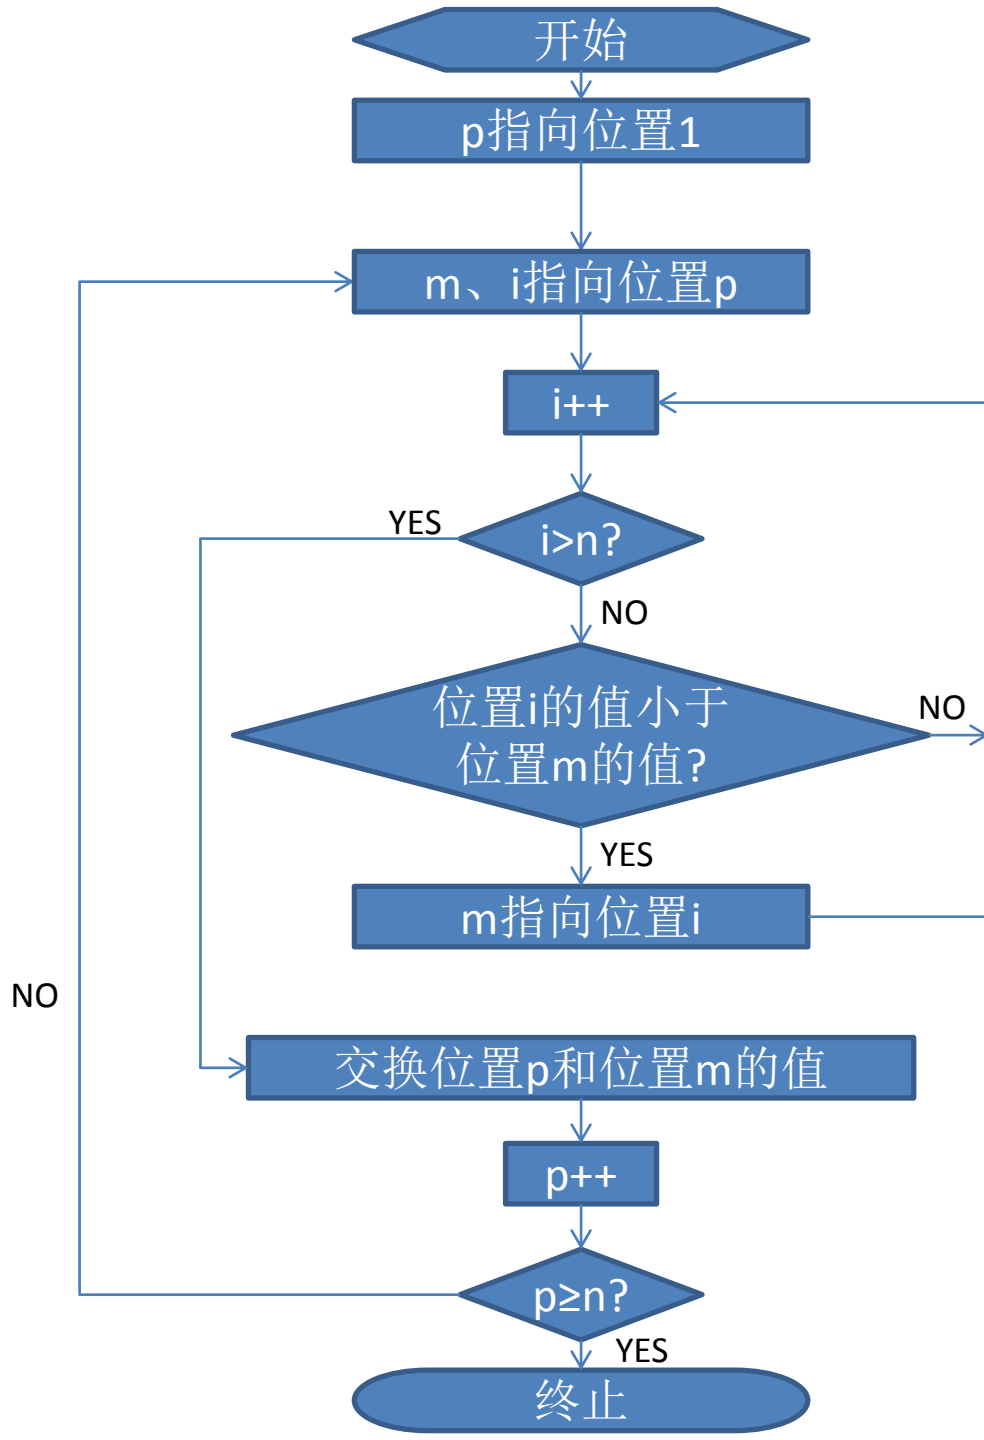 开始
p指向位置1
m、i指向位置p
i++
YES
i>n?
NO
位置i的值小于
位置m的值?
NO
YES
m指向位置i
NO
交换位置p和位置m的值
p++
p≥n?
YES
终止